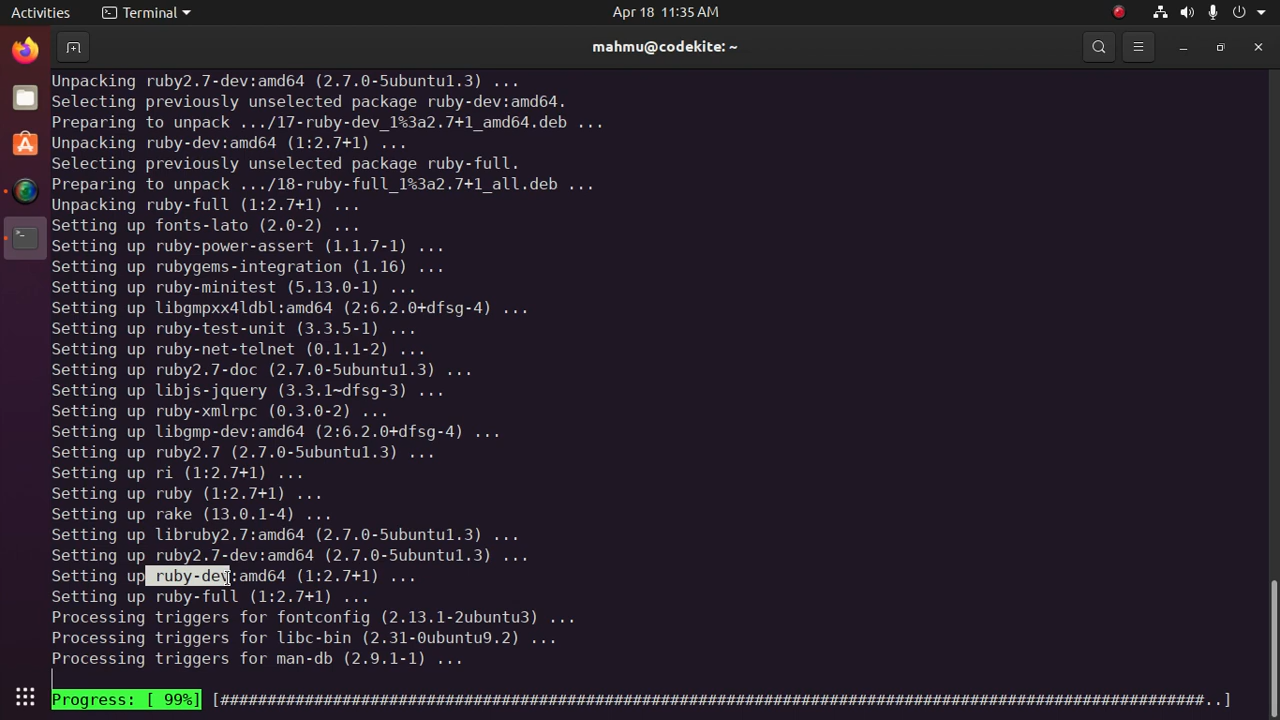 Activities
Terminal
Apr 18 11:35 AM
mahmu@codekite: ~
Unpacking ruby2.7-dev:amd64 (2.7.0-5ubuntu1.3) ...
Selecting previously unselected package ruby-dev:amd64.
Preparing to unpack .../17-ruby-dev_1%3a2.7+1_amd64.deb ...
Unpacking ruby-dev:amd64 (1:2.7+1) ...
Selecting previously unselected package ruby-full.
Preparing to unpack .../18-ruby-full_1%3a2.7+1_all.deb ...
Unpacking ruby-full (1:2.7+1) ...
Setting up fonts-lato (2.0-2) ...
Setting up ruby-power-assert (1.1.7-1) ...
Setting up rubygems-integration (1.16) ...
Setting up ruby-minitest (5.13.0-1) ...
Setting up libgmpxx4ldbl:amd64 (2:6.2.0+dfsg-4) ...
Setting up ruby-test-unit (3.3.5-1) ...
Setting up ruby-net-telnet (0.1.1-2) ...
Setting up ruby2.7-doc (2.7.0-5ubuntu1.3) ...
Setting up libjs-jquery (3.3.1~dfsg-3) ...
Setting up ruby-xmlrpc (0.3.0-2) ...
Setting up libgmp-dev:amd64 (2:6.2.0+dfsg-4) ...
Setting up ruby2.7 (2.7.0-5ubuntu1.3) ...
Setting up ri (1:2.7+1) ...
Setting up ruby (1:2.7+1) ...
Setting up rake (13.0.1-4) ...
Setting up libruby2.7:amd64 (2.7.0-5ubuntu1.3) ...
Setting up ruby2.7-dev:amd64 (2.7.0-5ubuntu1.3) ...
Setting up ruby-dev:amd64 (1:2.7+1) ...
Setting up ruby-full (1:2.7+1) ...
Processing triggers for fontconfig (2.13.1-2ubuntu3) ...
Processing triggers for libc-bin (2.31-0ubuntu9.2) ...
Processing triggers for man-db (2.9.1-1) ...
Progress: [ 99%] [#########################################################################################################..]